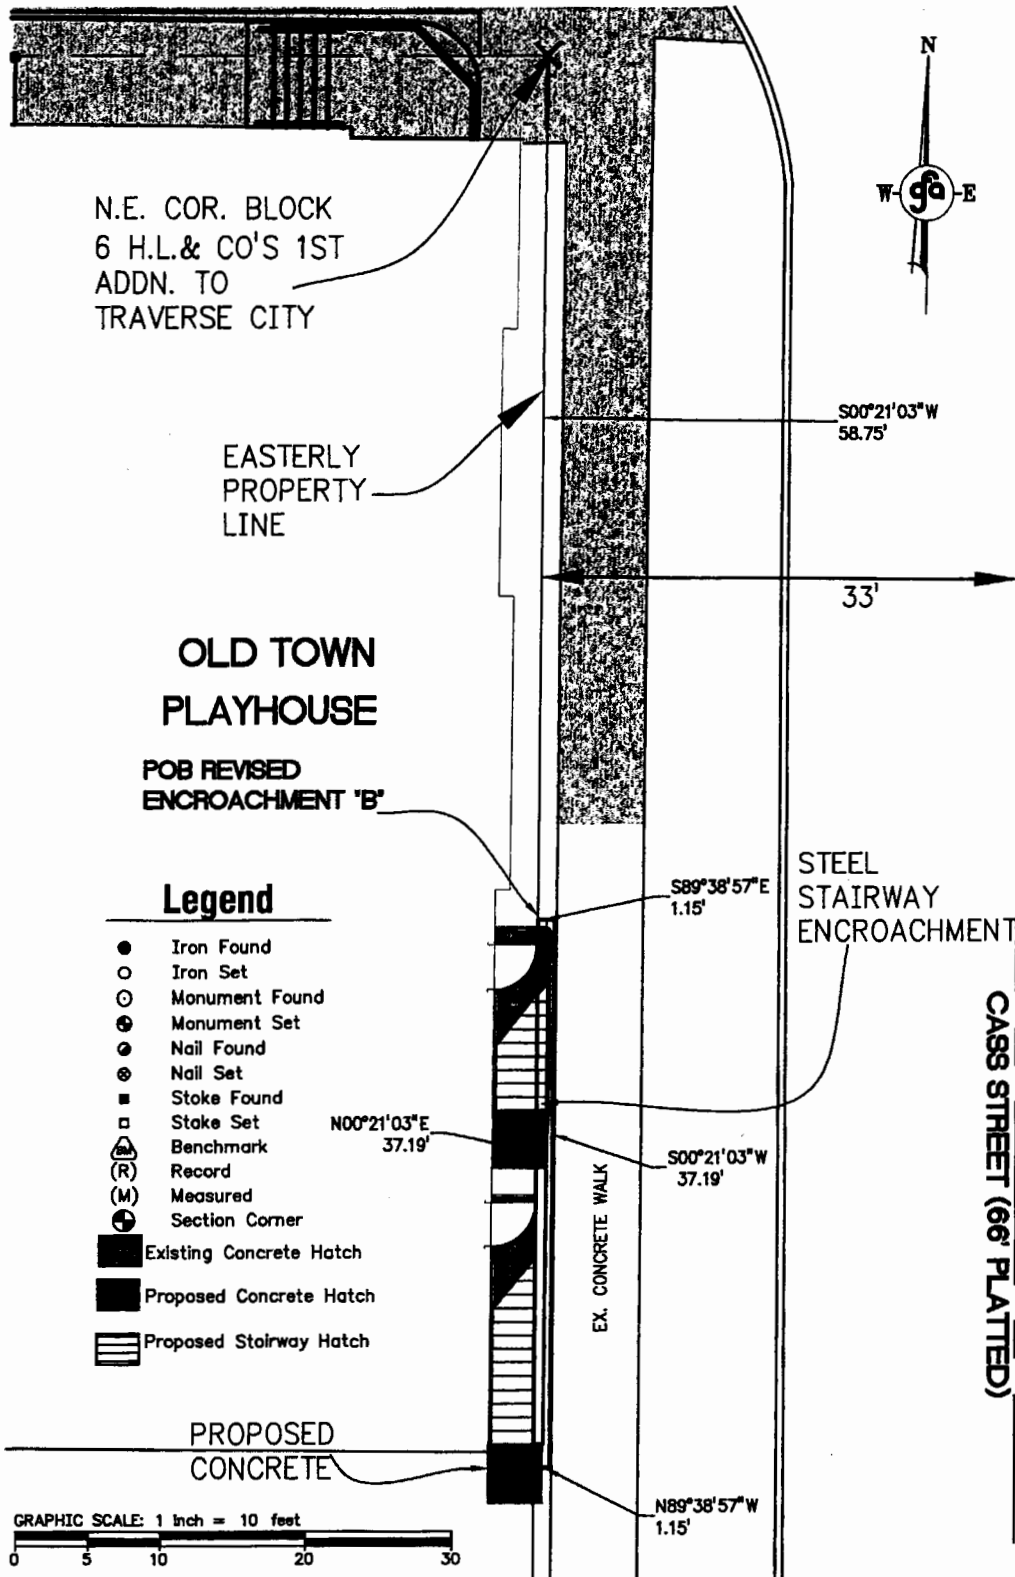 N
W
gfa
E
N.E. COR. BLOCK
6 H.L.& CO'S 1ST
ADDN. TO
TRAVERSE CITY
S00°21'03"W
58.75'
EASTERLY
PROPERTY
LINE
33'
OLD TOWN
PLAYHOUSE
POB REVISED
ENCROACHMENT "B"
STEEL
STAIRWAY
ENCROACHMENT
S89°38'57"E
1.15'
Legend
Iron Found
Iron Set
Monument Found
Monument Set
Nail Found
Nail Set
Stake Found
Stake Set
BM Benchmark
(R) Record
(M) Measured
Section Corner
Existing Concrete Hatch
Proposed Concrete Hatch
Proposed Stairway Hatch
N00°21'03"E
37.19'
S00°21'03"W
37.19'
EX. CONCRETE WALK
CASS STREET (66' PLATTED)
PROPOSED
CONCRETE
N89°38'57"W
1.15'
GRAPHIC SCALE: 1 inch = 10 feet
0 5 10 20 30